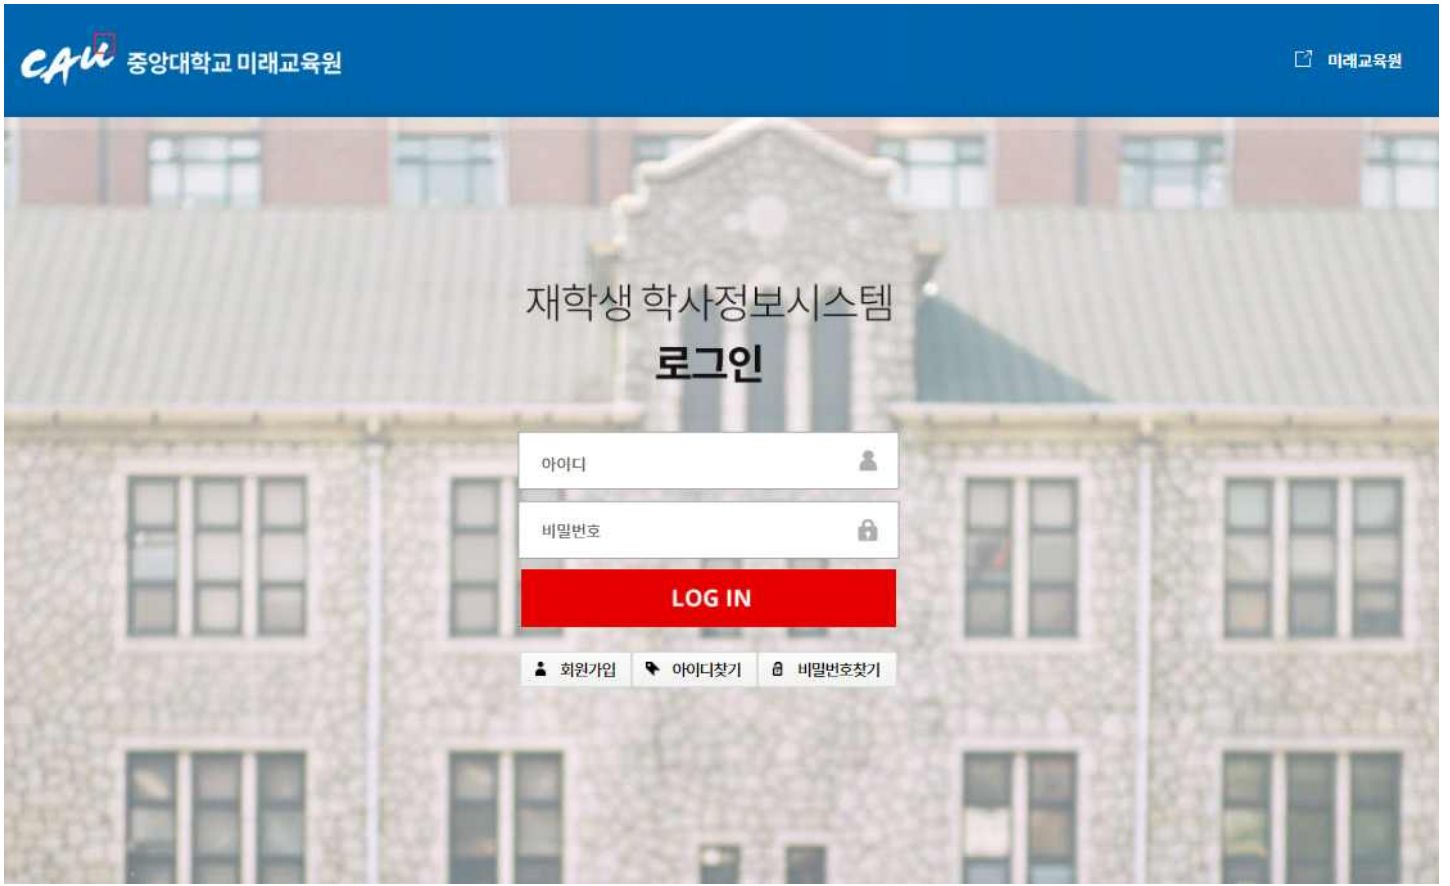 CAU 중앙대학교 미래교육원
미래교육원
재학생 학사정보시스템
로그인
아이디
비밀번호
LOG IN
회원가입 아이디찾기 비밀번호찾기